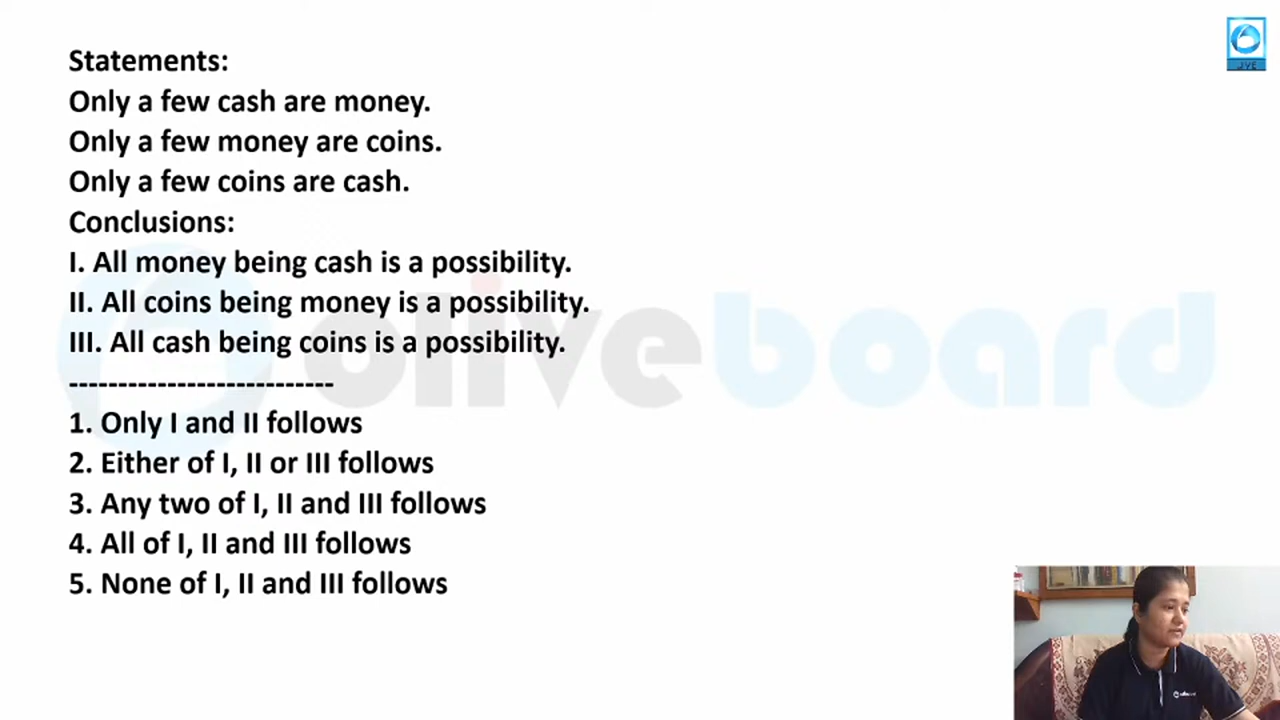 Statements:
Only a few cash are money.
Only a few money are coins.
Only a few coins are cash.
Conclusions:
I. All money being cash is a possibility.
II. All coins being money is a possibility.
III. All cash being coins is a possibility.
---------------------------
1. Only I and II follows
2. Either of I, II or III follows
3. Any two of I, II and III follows
4. All of I, II and III follows
5. None of I, II and III follows
oliveboard
LIVE